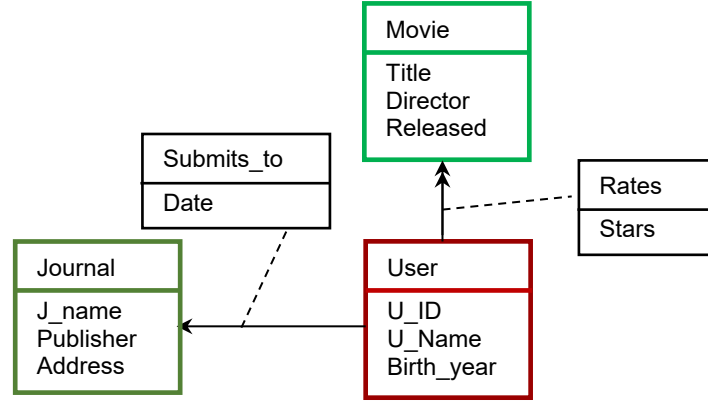 Movie
Title
Director
Released
Submits_to
Date
Rates
Stars
Journal
J_name
Publisher
Address
User
U_ID
U_Name
Birth_year